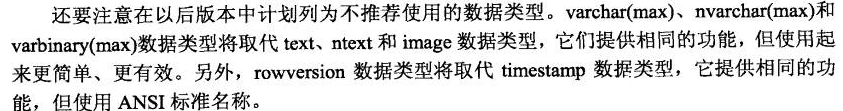 还要注意在以后版本中计划列为不推荐使用的数据类型。varchar(max)、nvarchar(max)和
varbinary(max)数据类型将取代 text、ntext 和 image 数据类型，它们提供相同的功能，但使用起
来更简单、更有效。另外，rowversion 数据类型将取代 timestamp 数据类型，它提供相同的功
能，但使用 ANSI 标准名称。